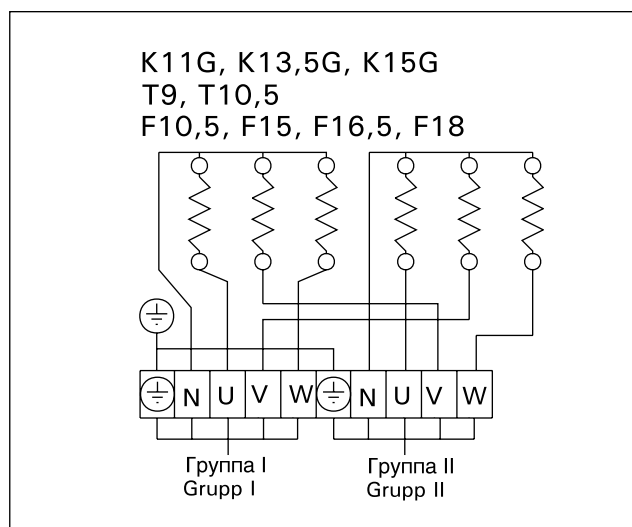 K11G, K13,5G, K15G
T9, T10,5
F10,5, F15, F16,5, F18
N U V W N U V W
Группа I Группа II
Grupp I Grupp II